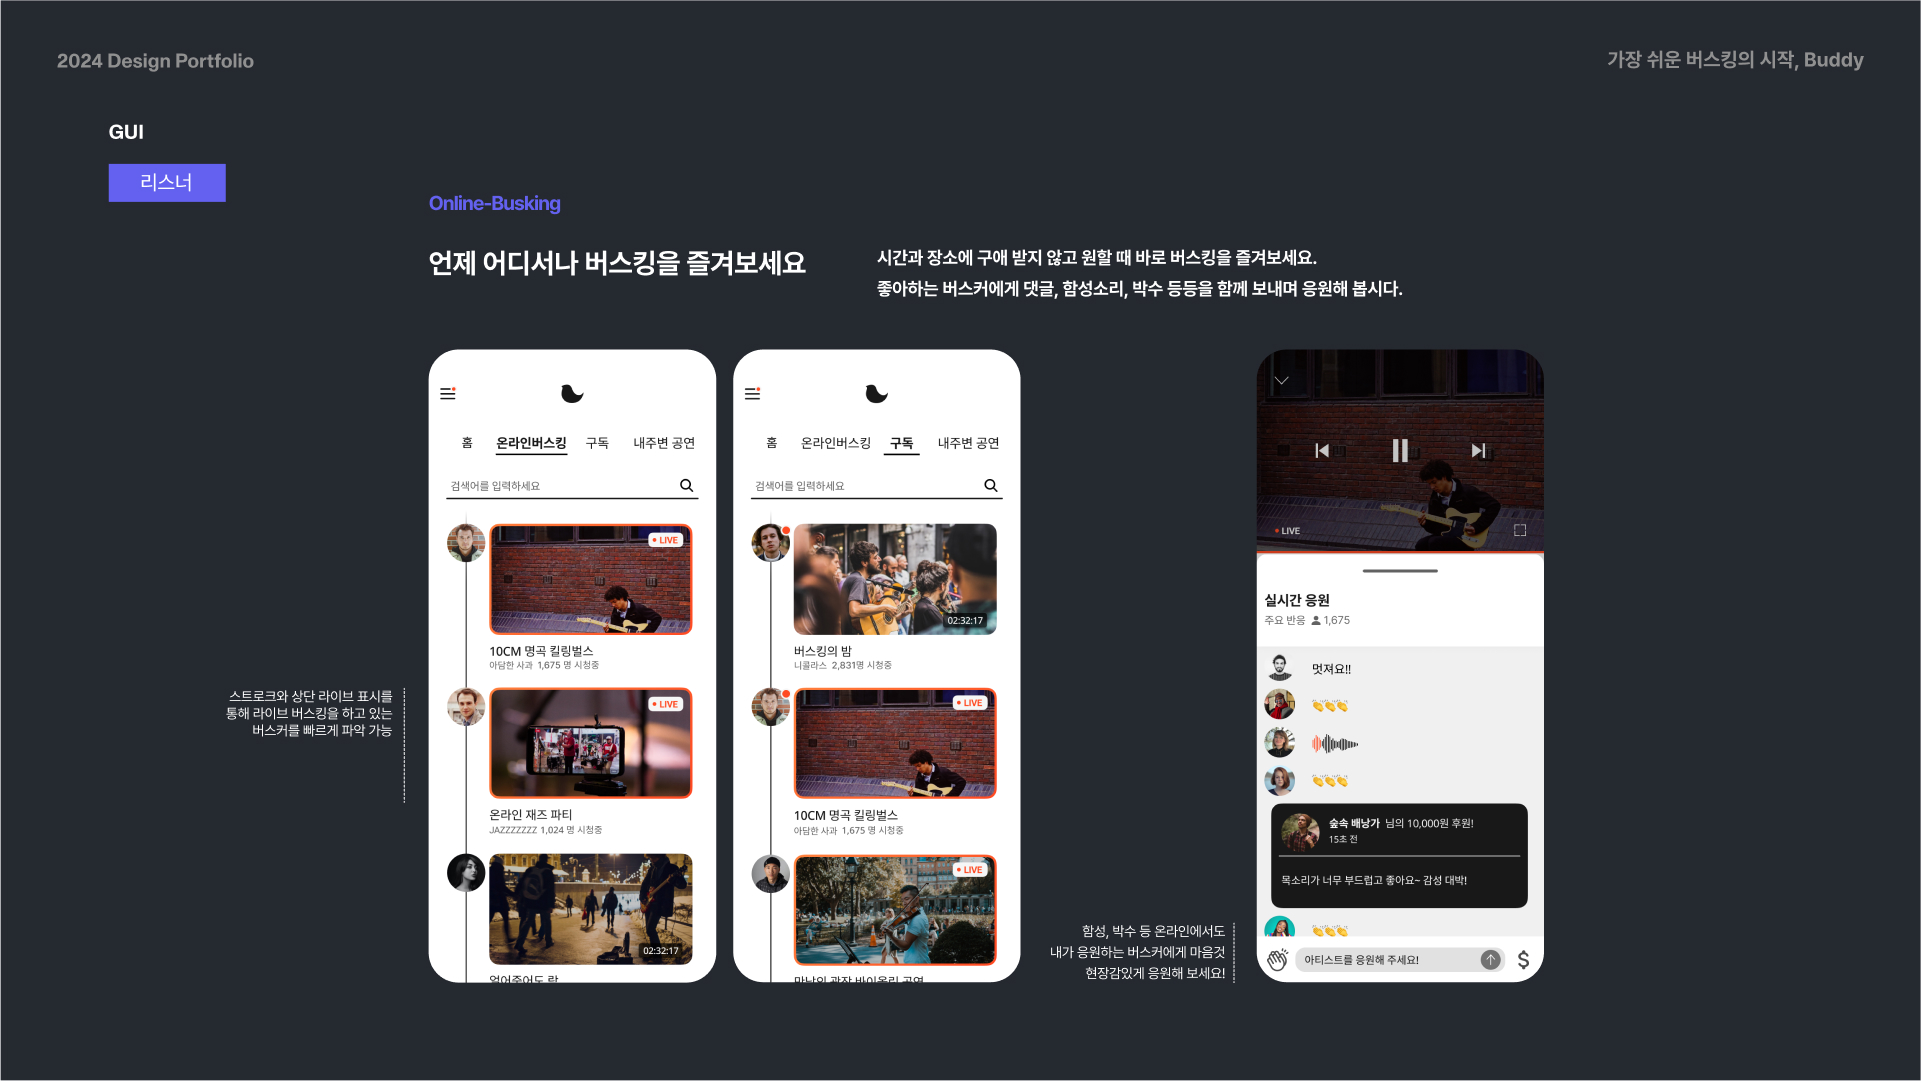 2024 Design Portfolio
가장 쉬운 버스킹의 시작, Buddy
GUI
리스너
Online-Busking
언제 어디서나 버스킹을 즐겨보세요
시간과 장소에 구애 받지 않고 원할 때 바로 버스킹을 즐겨보세요.
좋아하는 버스커에게 댓글, 함성소리, 박수 등등을 함께 보내며 응원해 봅시다.
스트로크와 상단 라이브 표시를
통해 라이브 버스킹을 하고 있는
버스커를 빠르게 파악 가능
홈 온라인버스킹 구독 내주변 공연
검색어를 입력하세요
LIVE
10CM 명곡 킬링벌스
아담한 사과 1,675 명 시청중
LIVE
온라인 재즈 파티
JAZZZZZZZ 1,024 명 시청중
02:32:17
얼어죽어도 락
홈 온라인버스킹 구독 내주변 공연
검색어를 입력하세요
02:32:17
버스킹의 밤
니콜라스 2,831명 시청중
LIVE
10CM 명곡 킬링벌스
아담한 사과 1,675 명 시청중
LIVE
만남의 광장 바이올린 공연
함성, 박수 등 온라인에서도
내가 응원하는 버스커에게 마음껏
현장감있게 응원해 보세요!
LIVE
실시간 응원
주요 반응 1,675
멋져요!!
👏👏👏
👏👏👏
숲속 배낭가 님의 10,000원 후원!
15초 전
목소리가 너무 부드럽고 좋아요~ 감성 대박!
👏👏👏
아티스트를 응원해 주세요!
$